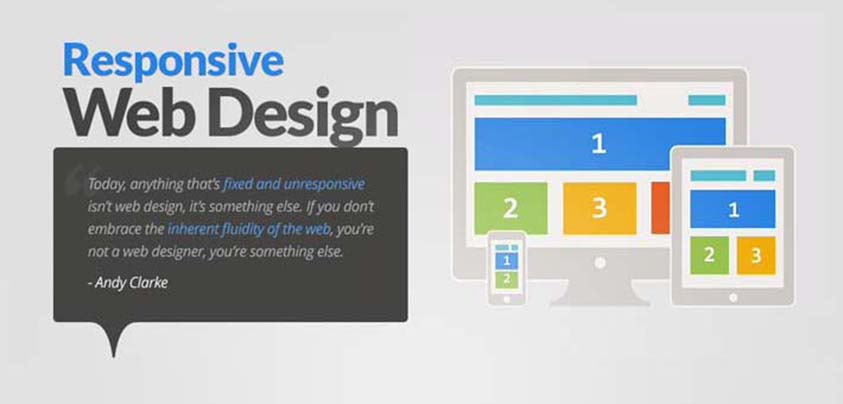 Responsive
Web Design
“
Today, anything that's fixed and unresponsive
isn't web design, it's something else. If you don't
embrace the inherent fluidity of the web, you're
not a web designer, you're something else.
- Andy Clarke
1
2 3
1
2 3
1
2